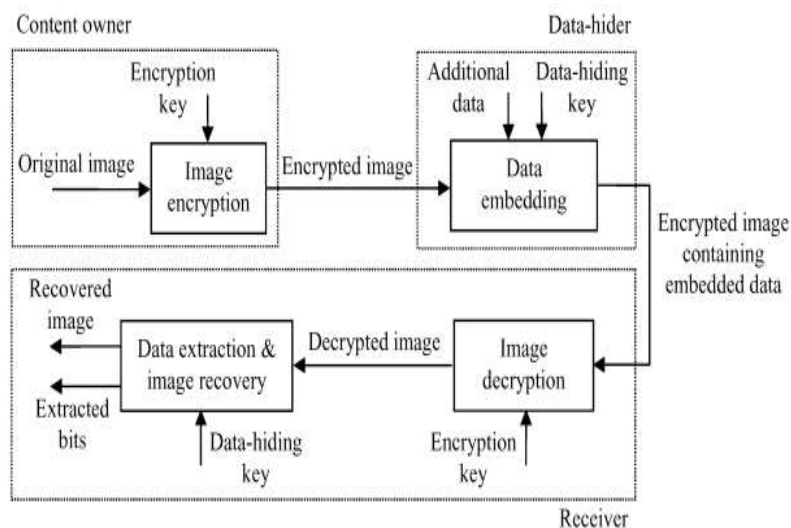 Content owner
Data-hider
Encryption
key
Additional
data
Data-hiding
key
Original image
Image
encryption
Encrypted image
Data
embedding
Encrypted image
containing
embedded data
Recovered
image
Data extraction &
image recovery
Decrypted image
Image
decryption
Extracted
bits
Data-hiding
key
Encryption
key
Receiver